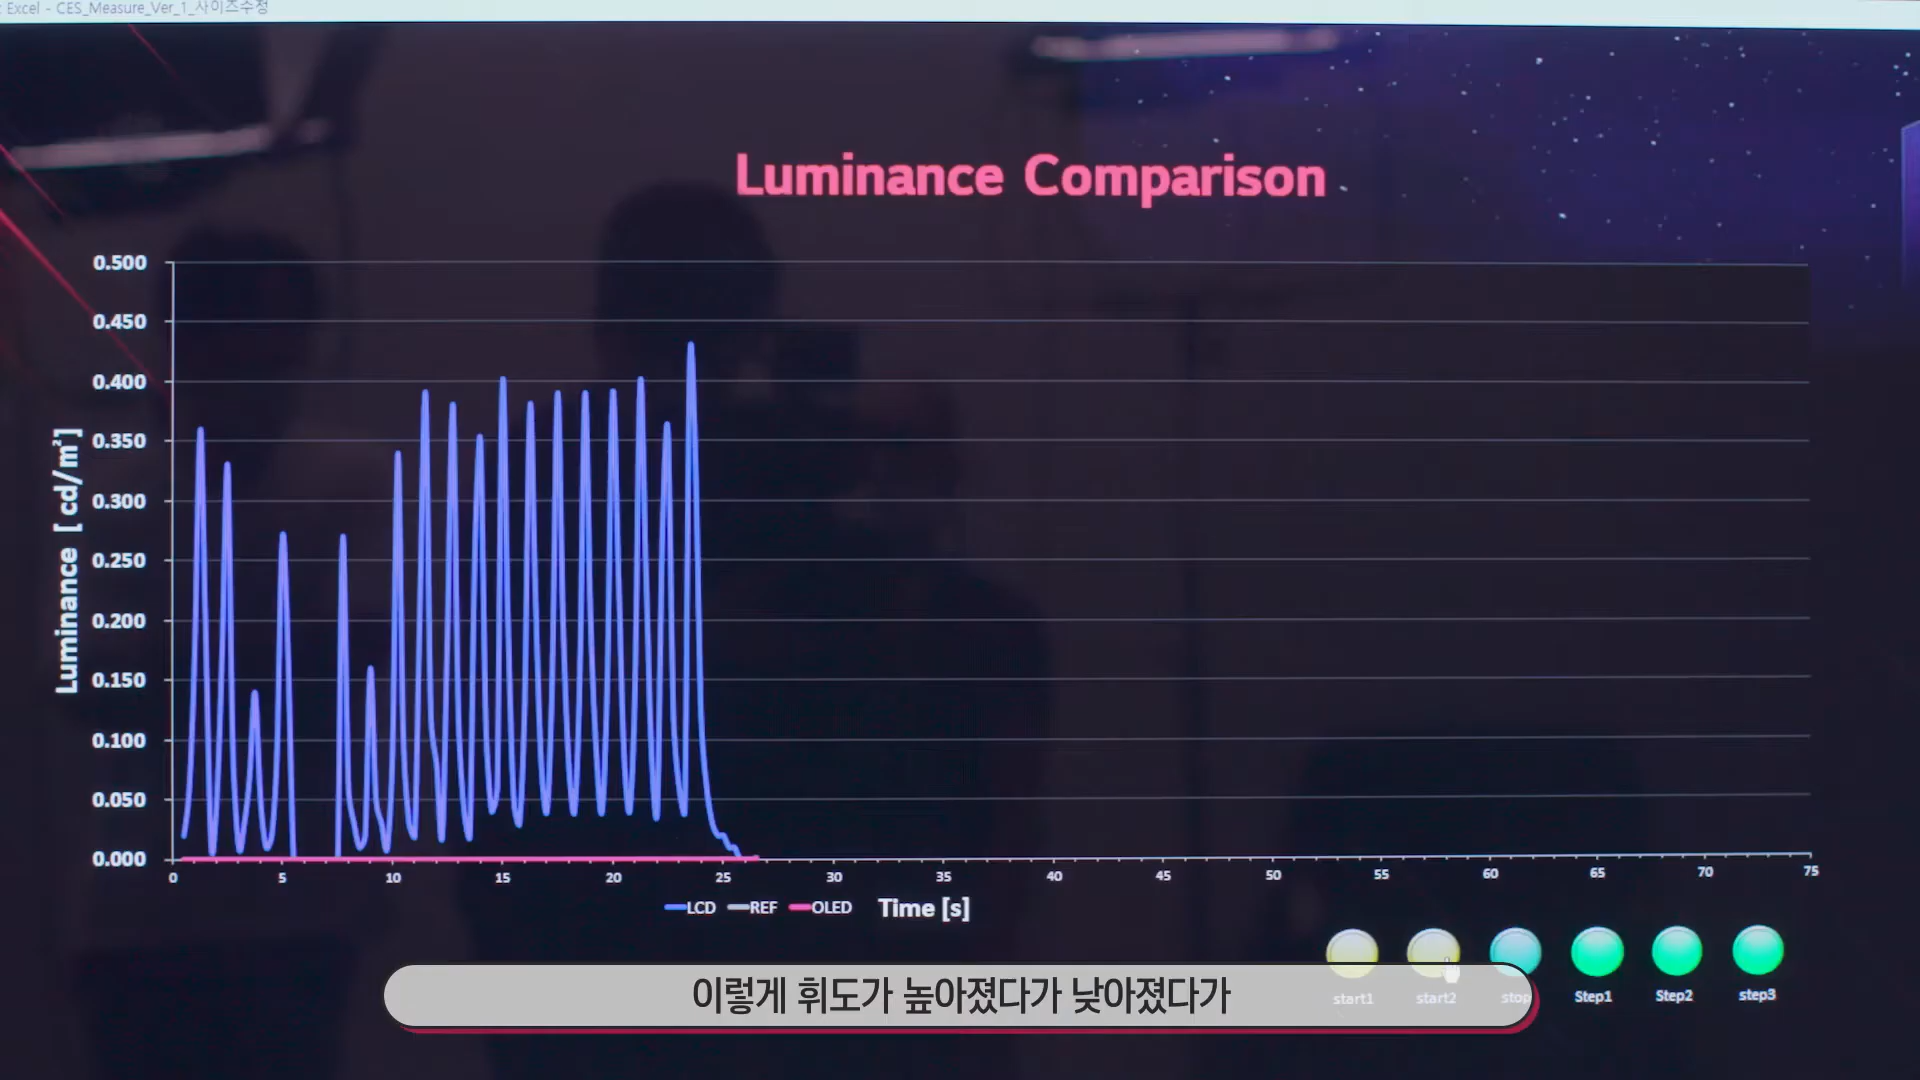 Excel - CES_Measure_Ver_1_사이즈수정
Luminance Comparison
Luminance [ cd/m²]
0.500
0.450
0.400
0.350
0.300
0.250
0.200
0.150
0.100
0.050
0.000
0 5 10 15 20 25 30 35 40 45 50 55 60 65 70 75
LCD REF OLED Time [s]
start1 start2 stop Step1 Step2 step3
이렇게 휘도가 높아졌다가 낮아졌다가